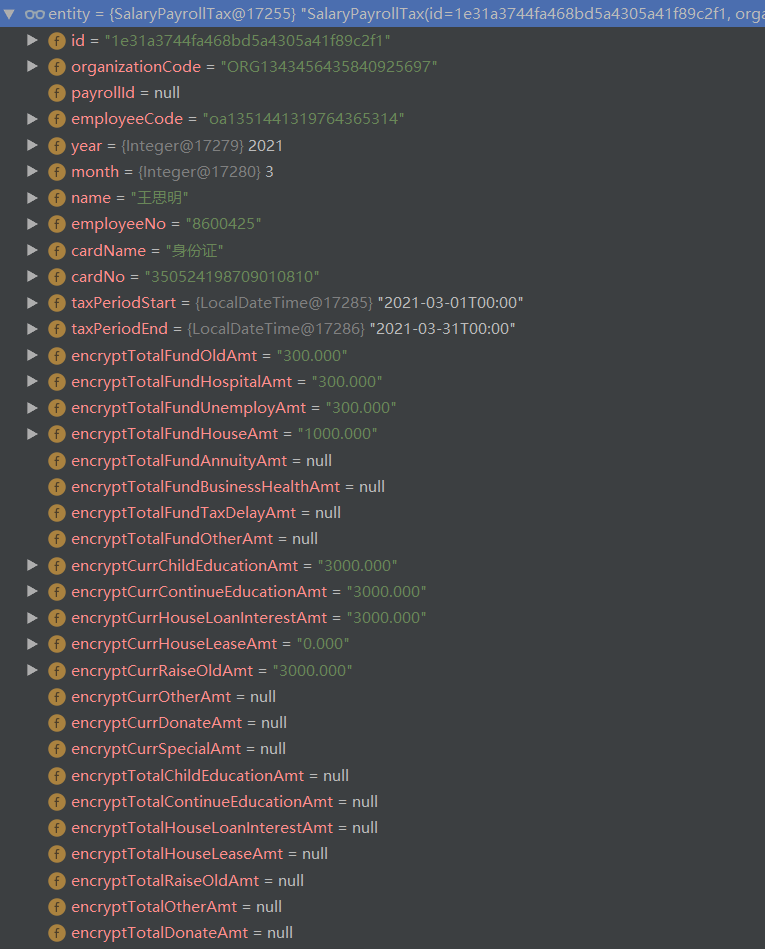 entity = {SalaryPayrollTax@17255} "SalaryPayrollTax(id=1e31a3744fa468bd5a4305a41f89c2f1, orga
f id = "1e31a3744fa468bd5a4305a41f89c2f1"
f organizationCode = "ORG1343456435840925697"
f payrollId = null
f employeeCode = "oa1351441319764365314"
f year = {Integer@17279} 2021
f month = {Integer@17280} 3
f name = "王思明"
f employeeNo = "8600425"
f cardName = "身份证"
f cardNo = "350524198709010810"
f taxPeriodStart = {LocalDateTime@17285} "2021-03-01T00:00"
f taxPeriodEnd = {LocalDateTime@17286} "2021-03-31T00:00"
f encryptTotalFundOldAmt = "300.000"
f encryptTotalFundHospitalAmt = "300.000"
f encryptTotalFundUnemployAmt = "300.000"
f encryptTotalFundHouseAmt = "1000.000"
f encryptTotalFundAnnuityAmt = null
f encryptTotalFundBusinessHealthAmt = null
f encryptTotalFundTaxDelayAmt = null
f encryptTotalFundOtherAmt = null
f encryptCurrChildEducationAmt = "3000.000"
f encryptCurrContinueEducationAmt = "3000.000"
f encryptCurrHouseLoanInterestAmt = "3000.000"
f encryptCurrHouseLeaseAmt = "0.000"
f encryptCurrRaiseOldAmt = "3000.000"
f encryptCurrOtherAmt = null
f encryptCurrDonateAmt = null
f encryptCurrSpecialAmt = null
f encryptTotalChildEducationAmt = null
f encryptTotalContinueEducationAmt = null
f encryptTotalHouseLoanInterestAmt = null
f encryptTotalHouseLeaseAmt = null
f encryptTotalRaiseOldAmt = null
f encryptTotalOtherAmt = null
f encryptTotalDonateAmt = null